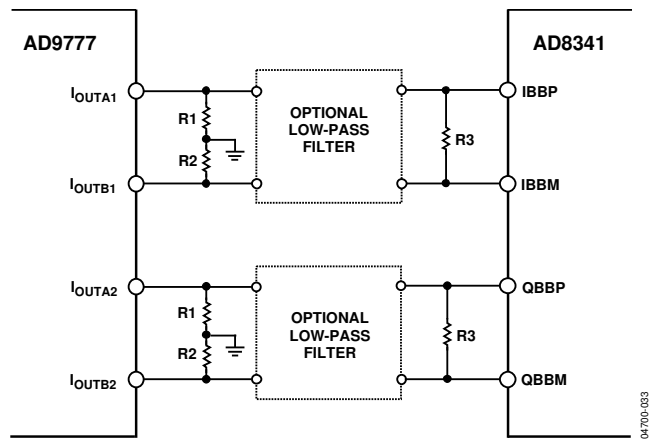 AD9777
AD8341
IOUTA1
R1
R2
IOUTB1
OPTIONAL
LOW-PASS
FILTER
R3
IBBP
IBBM
IOUTA2
R1
R2
IOUTB2
OPTIONAL
LOW-PASS
FILTER
R3
QBBP
QBBM
04700-033